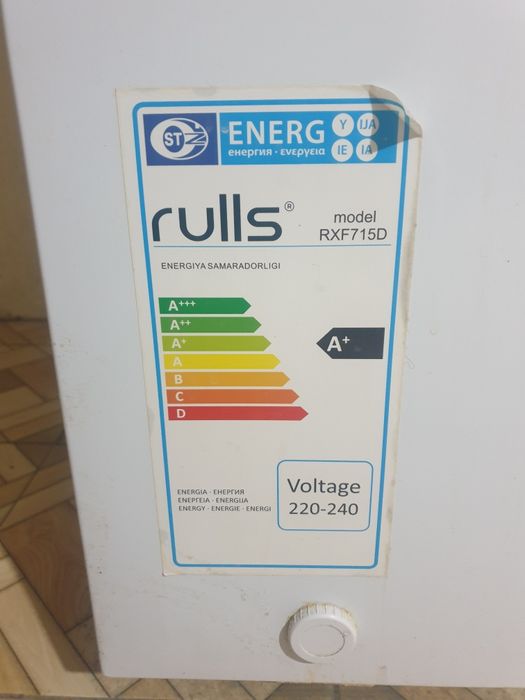 STZ
ENERG
Y
IJA
енергия · ενεργεια
IE
IA
rulls®
model
RXF715D
ENERGIYA SAMARADORLIGI
A+++
A++
A+
A
B
C
D
A+
ENERGIA · ЕНЕРГИЯ
ΕΝΕΡΓΕΙΑ · ENERGIJA
ENERGY · ENERGIE · ENERGI
Voltage
220-240